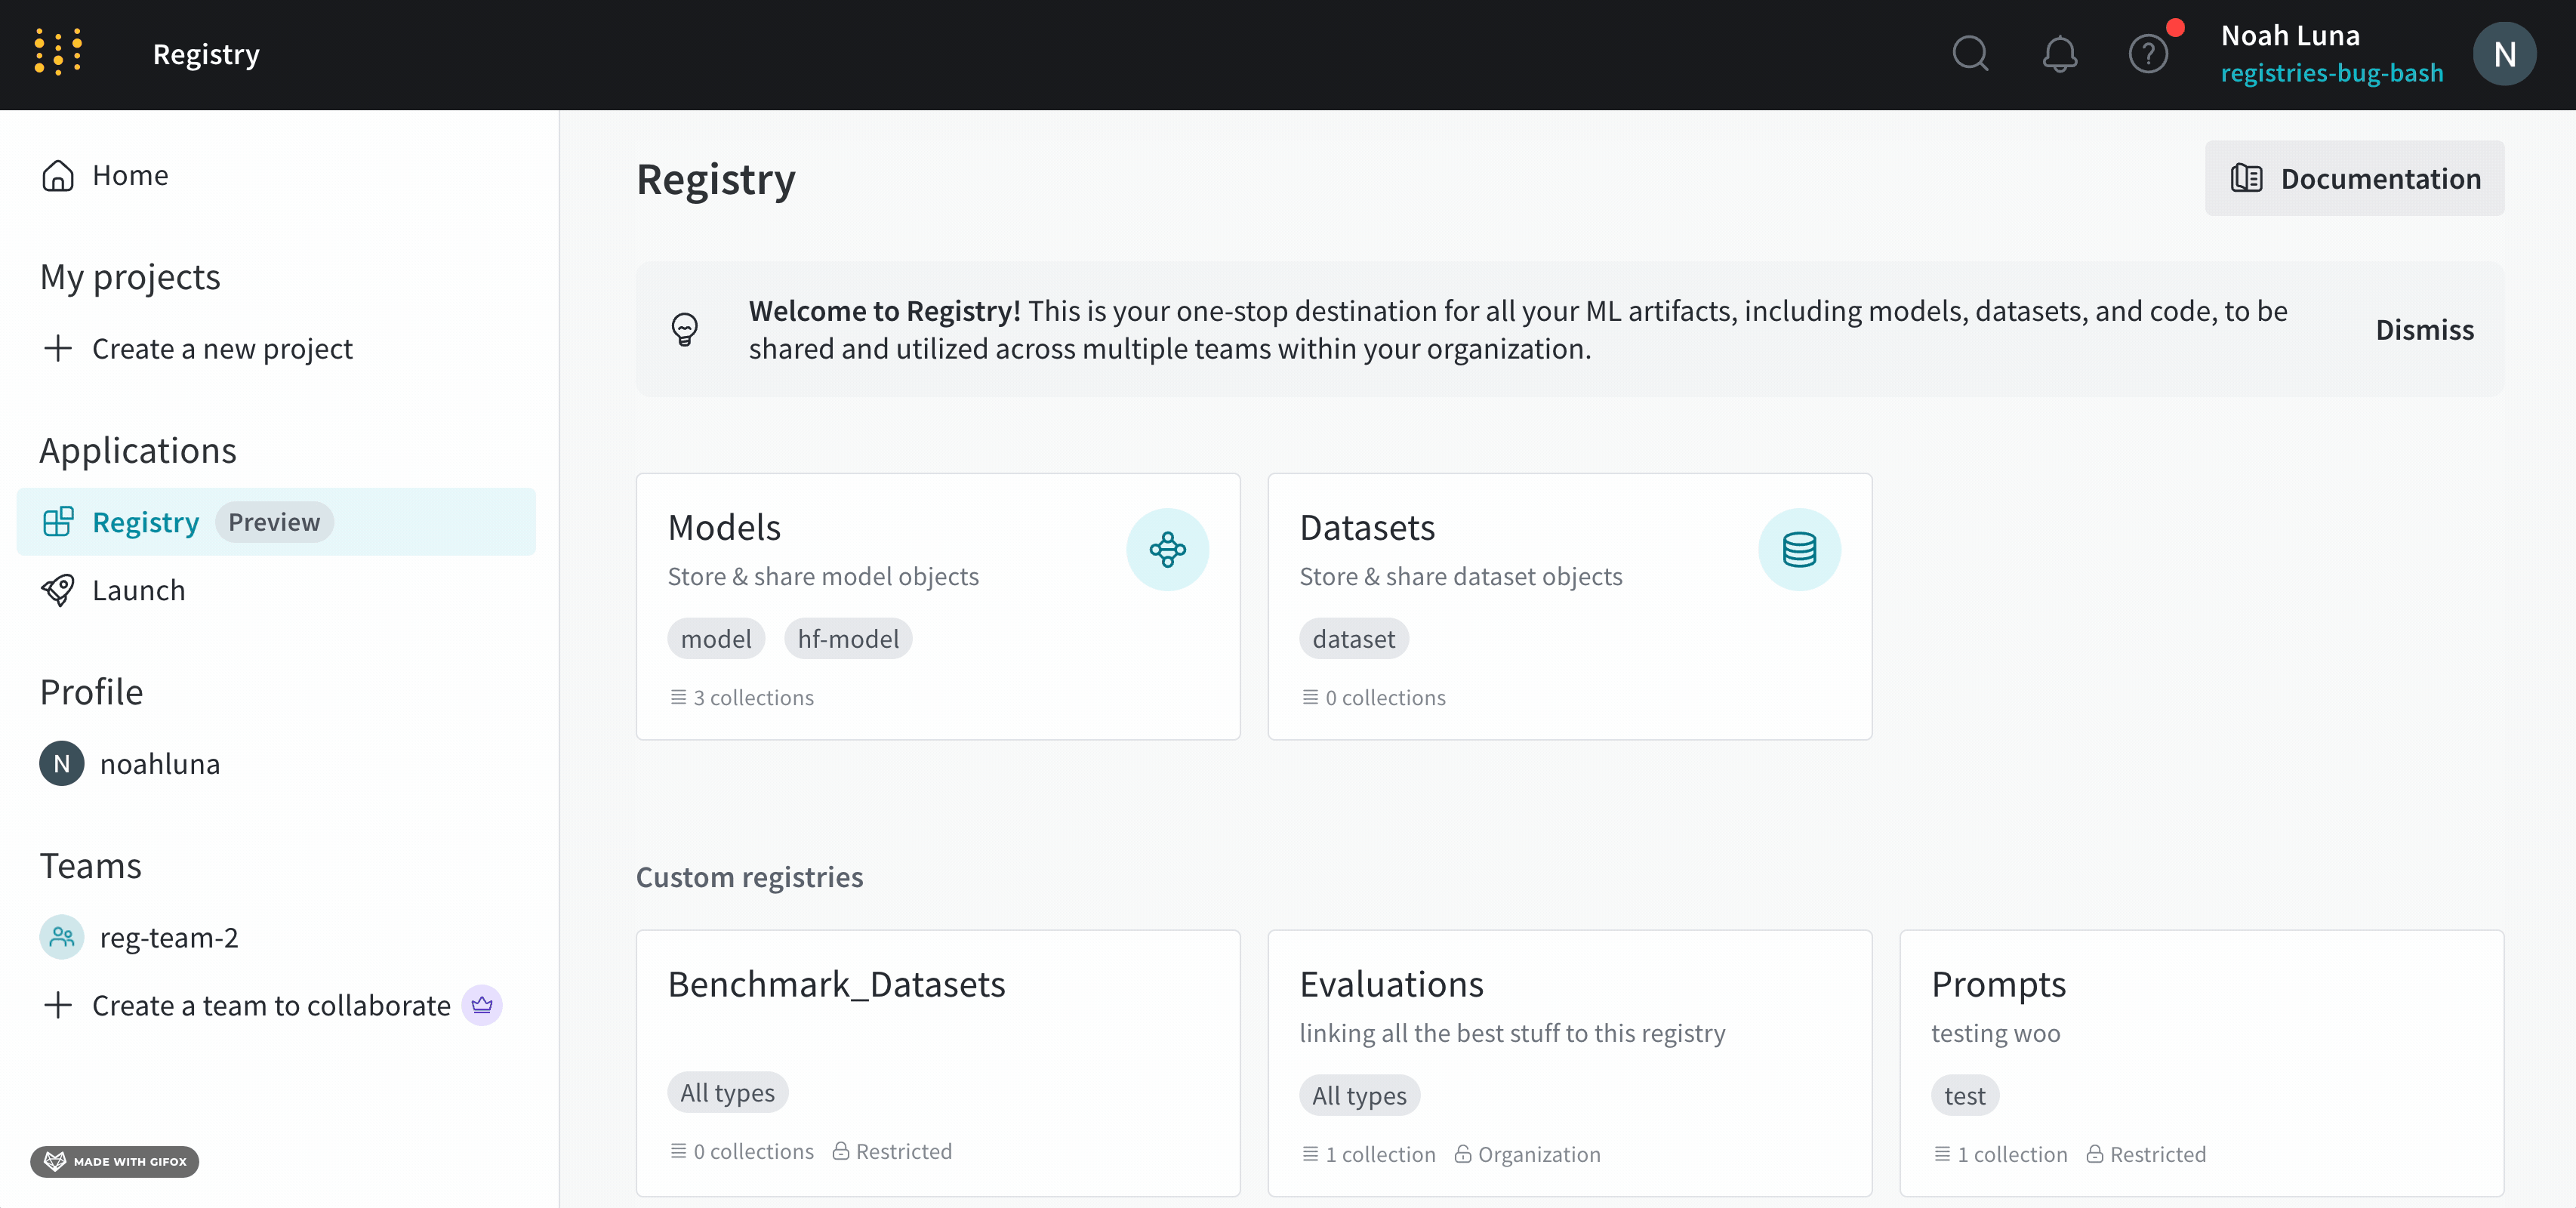 Registry
Noah Luna
registries-bug-bash
N
Home
My projects
Create a new project
Applications
Registry Preview
Launch
Profile
N noahluna
Teams
reg-team-2
Create a team to collaborate
MADE WITH GIFOX
Registry
Documentation
Welcome to Registry! This is your one-stop destination for all your ML artifacts, including models, datasets, and code, to be
shared and utilized across multiple teams within your organization.
Dismiss
Models
Store & share model objects
model hf-model
3 collections
Datasets
Store & share dataset objects
dataset
0 collections
Custom registries
Benchmark_Datasets
All types
0 collections Restricted
Evaluations
linking all the best stuff to this registry
All types
1 collection Organization
Prompts
testing woo
test
1 collection Restricted